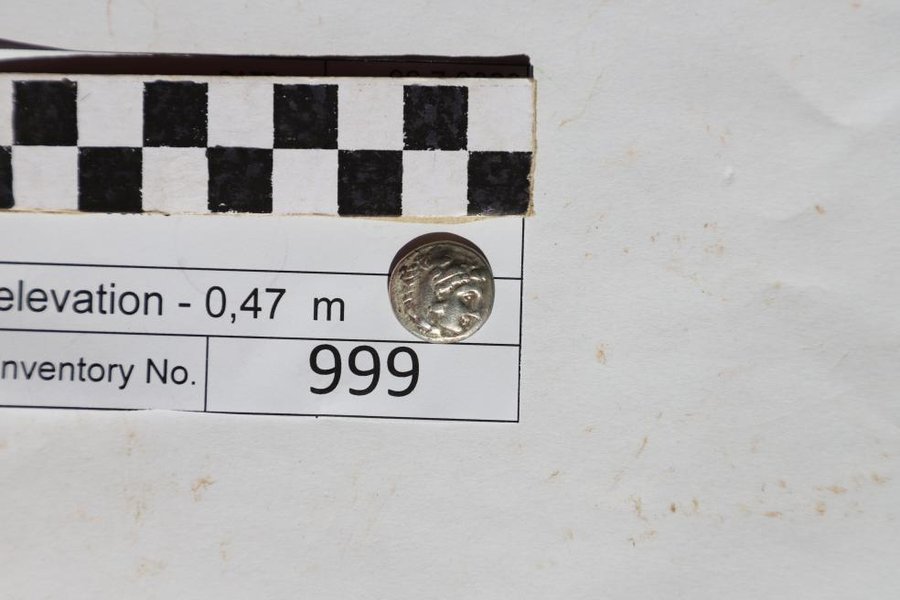 elevation - 0,47 m
nventory No. 999